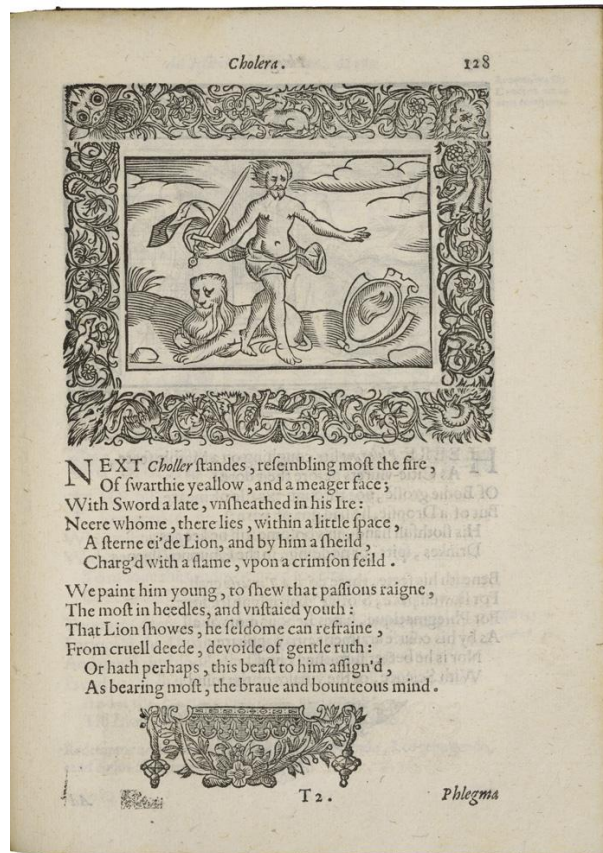 Cholera. 128
NEXT Choller ſtandes, reſembling moſt the fire,
Of ſwarthie yeallow, and a meager face;
With Sword a late, vnſheathed in his Ire:
Neere whome, there lies, within a little ſpace,
A ſterne ei'de Lion, and by him a ſheild,
Charg'd with a flame, vpon a crimſon feild.
We paint him young, to ſhew that paſſions raigne,
The moſt in heedles, and vnſtaied youth:
That Lion ſhowes, he ſeldome can refraine,
From cruell deede, devoide of gentle ruth:
Or hath perhaps, this beaſt to him aſſign'd,
As bearing moſt, the braue and bounteous mind.
T 2. Phlegma